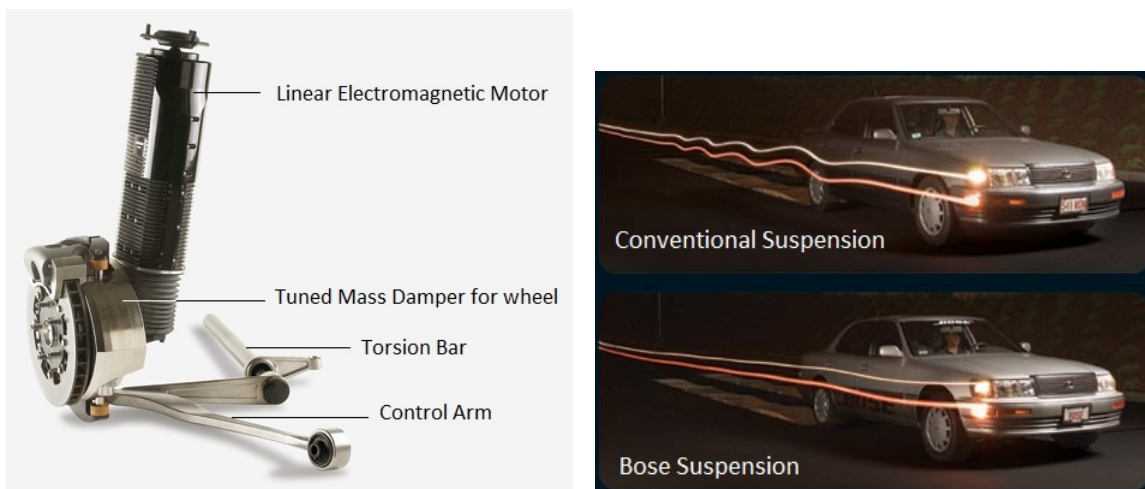 Linear Electromagnetic Motor
Tuned Mass Damper for wheel
Torsion Bar
Control Arm
Conventional Suspension
Bose Suspension